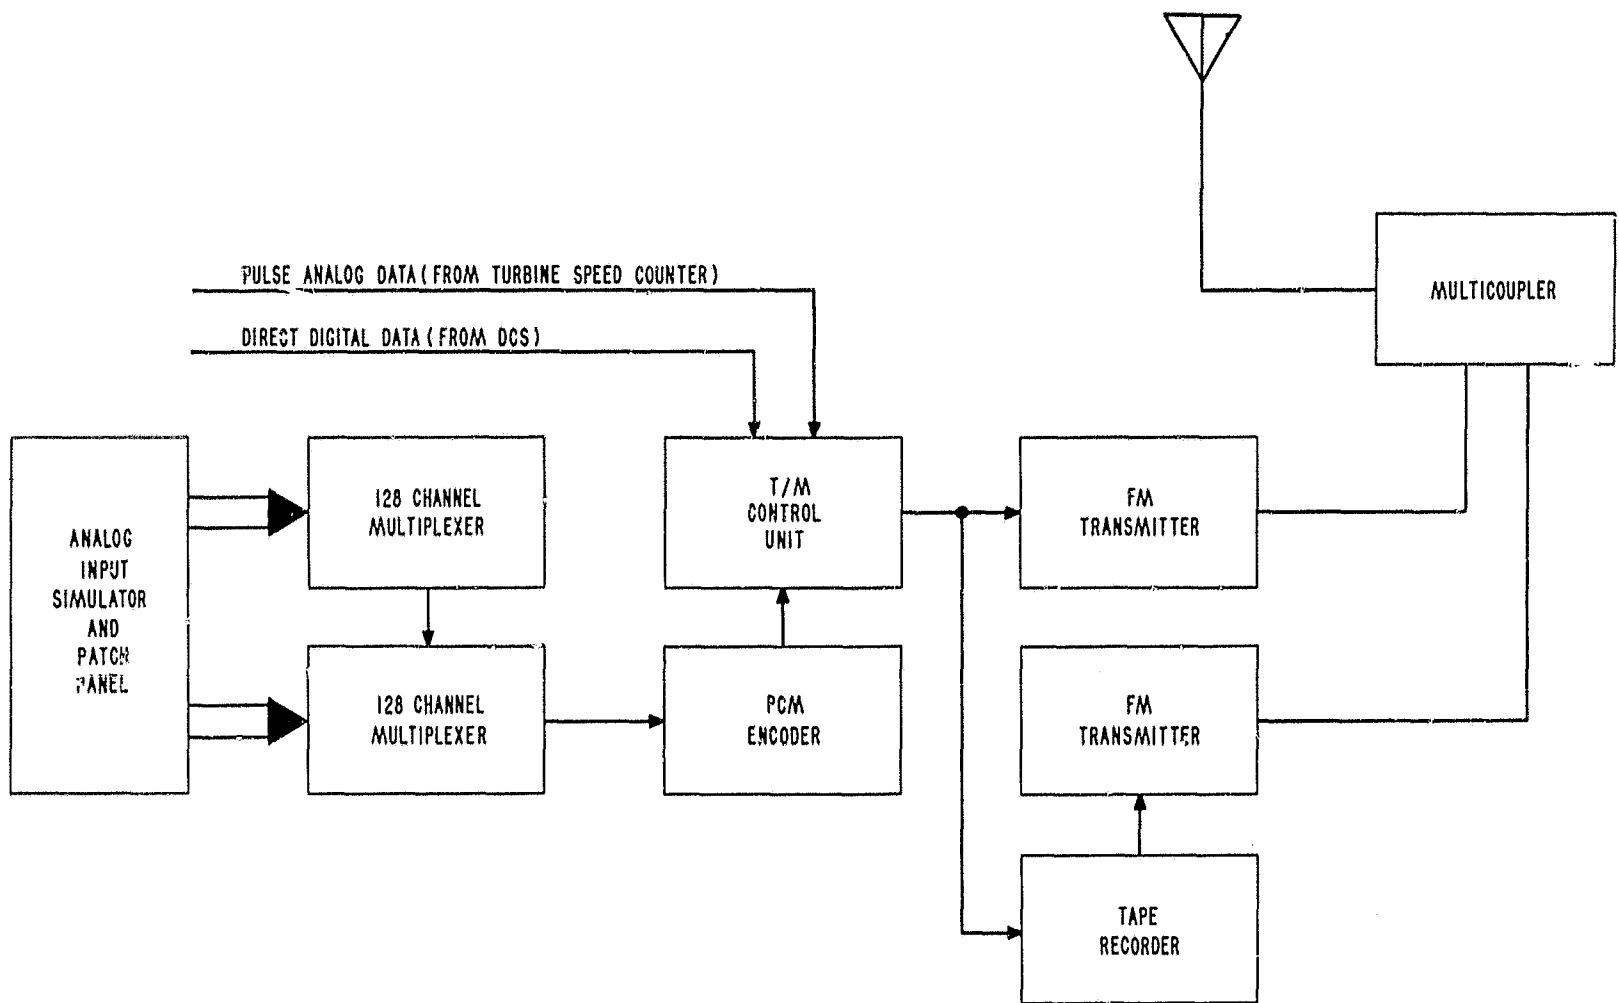 PULSE ANALOG DATA (FROM TURBINE SPEED COUNTER)
DIRECT DIGITAL DATA (FROM DCS)
MULTICOUPLER
ANALOG
INPUT
SIMULATOR
AND
PATCH
PANEL
128 CHANNEL
MULTIPLEXER
T/M
CONTROL
UNIT
FM
TRANSMITTER
128 CHANNEL
MULTIPLEXER
PCM
ENCODER
FM
TRANSMITTER
TAPE
RECORDER